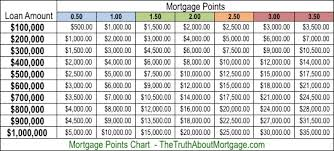 Mortgage Points
Loan Amount 0.50 1.00 1.50 2.00 2.50 3.00 3.50
$100,000 $500.00 $1,000.00 $1,500.00 $2,000.00 $2,500.00 $3,000.00 $3,500.00
$200,000 $1,000.00 $2,000.00 $3,000.00 $4,000.00 $5,000.00 $6,000.00 $7,000.00
$300,000 $1,500.00 $3,000.00 $4,500.00 $6,000.00 $7,500.00 $9,000.00 $10,500.00
$400,000 $2,000.00 $4,000.00 $6,000.00 $8,000.00 $10,000.00 $12,000.00 $14,000.00
$500,000 $2,500.00 $5,000.00 $7,500.00 $10,000.00 $12,500.00 $15,000.00 $17,500.00
$600,000 $3,000.00 $6,000.00 $9,000.00 $12,000.00 $15,000.00 $18,000.00 $21,000.00
$700,000 $3,500.00 $7,000.00 $10,500.00 $14,000.00 $17,500.00 $21,000.00 $24,500.00
$800,000 $4,000.00 $8,000.00 $12,000.00 $16,000.00 $20,000.00 $24,000.00 $28,000.00
$900,000 $4,500.00 $9,000.00 $13,500.00 $18,000.00 $22,500.00 $27,000.00 $31,500.00
$1,000,000 $5,000.00 $10,000.00 $15,000.00 $20,000.00 $25,000.00 $30,000.00 $35,000.00
Mortgage Points Chart - TheTruthAboutMortgage.com